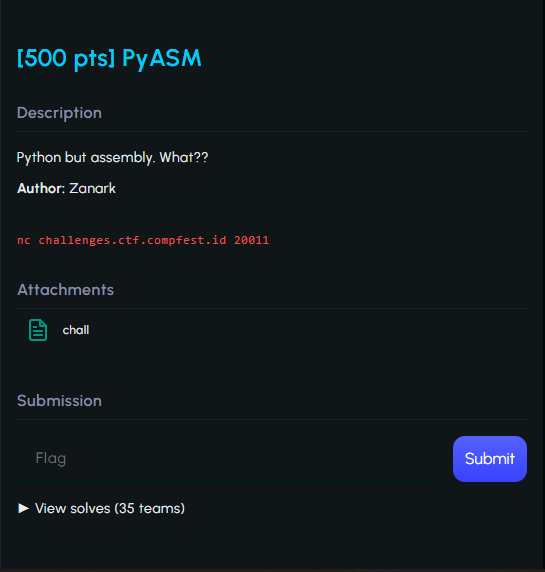 [500 pts] PyASM
Description
Python but assembly. What??
Author: Zanark
nc challenges.ctf.compfest.id 20011
Attachments
chall
Submission
Flag
Submit
▶ View solves (35 teams)